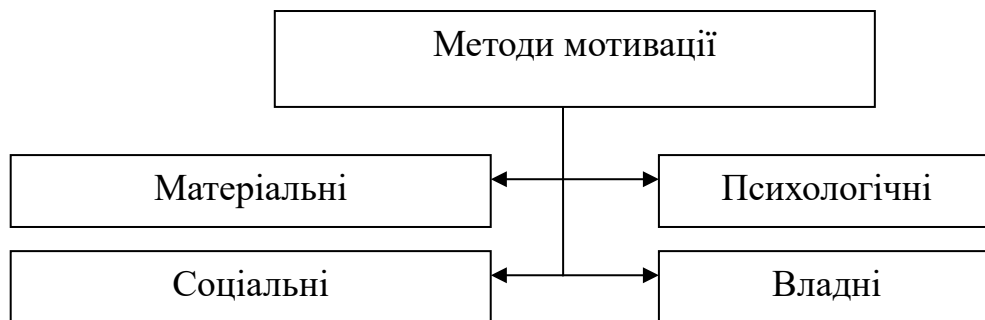 Методи мотивації
Матеріальні
Психологічні
Соціальні
Владні